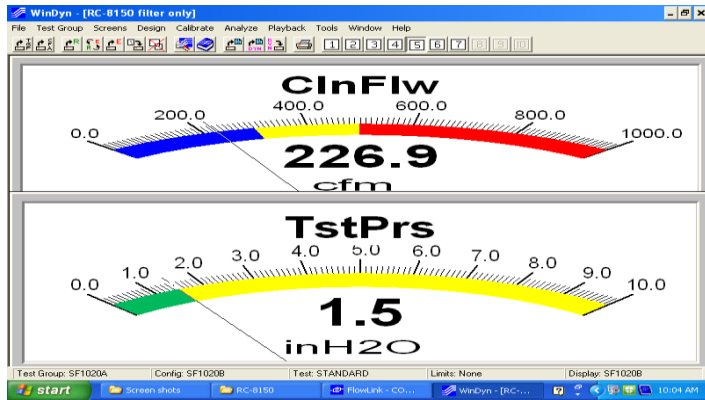 WinDyn - [RC-8150 filter only]
File Test Group Screens Design Calibrate Analyze Playback Tools Window Help
1 2 3 4 5 6 7 8 9 10
ClnFlw
0.0 200.0 400.0 600.0 800.0 1000.0
226.9
cfm
TstPrs
0.0 1.0 2.0 3.0 4.0 5.0 6.0 7.0 8.0 9.0 10.0
1.5
inH2O
Test Group: SF1020A Config: SF1020B Test: STANDARD Limits: None Display: SF1020B
start Screen shots RC-8150 FlowLink - CO... WinDyn - [RC-... 10:04 AM